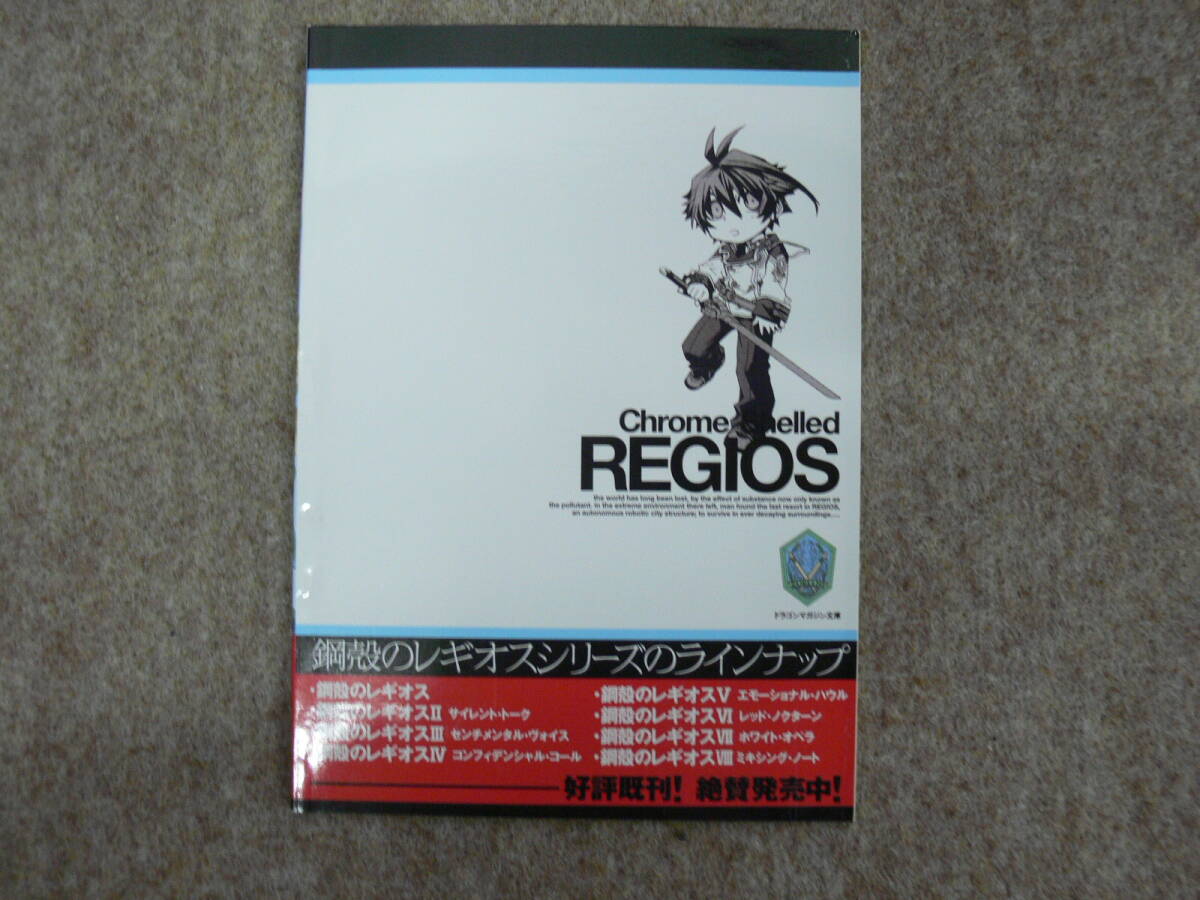 Chrome helled
REGIOS
the world has long been lost, by the effect of substance now only known as
the pollutant. In the extreme environment there left, man found the last resort in REGIOS,
an autonomous robotic city structure, to survive in ever decaying surroundings.....
ドラゴンマガジン文庫
鋼殻のレギオスシリーズのラインナップ
・鋼殻のレギオス
鋼殻のレギオスII サイレント・トーク
鋼殻のレギオスIII センチメンタル・ヴォイス
鋼殻のレギオスIV コンフィデンシャル・コール
・鋼殻のレギオスV エモーショナル・ハウル
・鋼殻のレギオスVI レッド・ノクターン
・鋼殻のレギオスVII ホワイト・オペラ
・鋼殻のレギオスVIII ミキシング・ノート
好評既刊! 絶賛発売中!